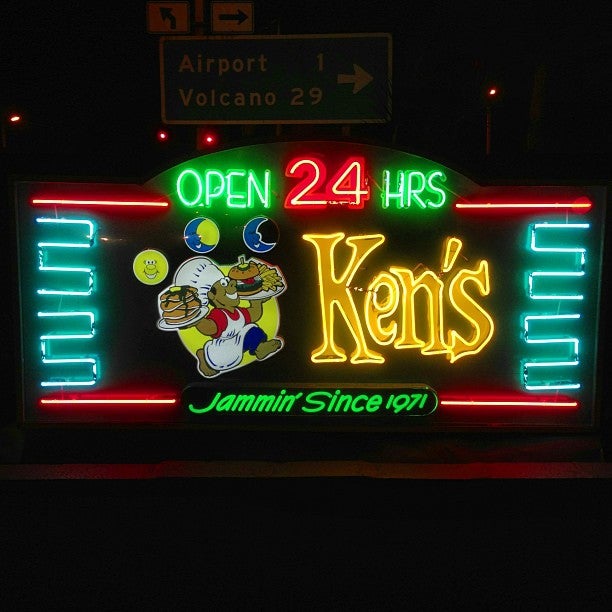 Airport 1
Volcano 29
OPEN 24 HRS
Ken's
Jammin' Since 1971